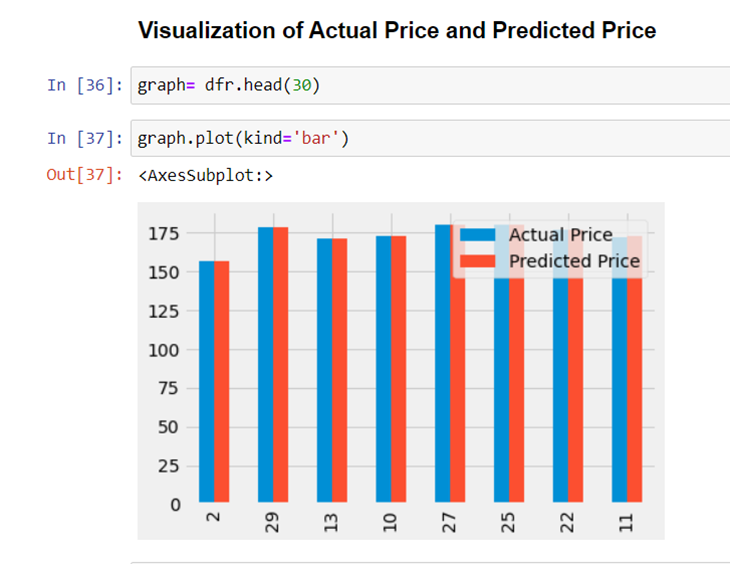 Visualization of Actual Price and Predicted Price
In [36]: graph= dfr.head(30)
In [37]: graph.plot(kind='bar')
Out[37]: <AxesSubplot:>
175
150
125
100
75
50
25
0
Actual Price
Predicted Price
2 29 13 10 27 25 22 11